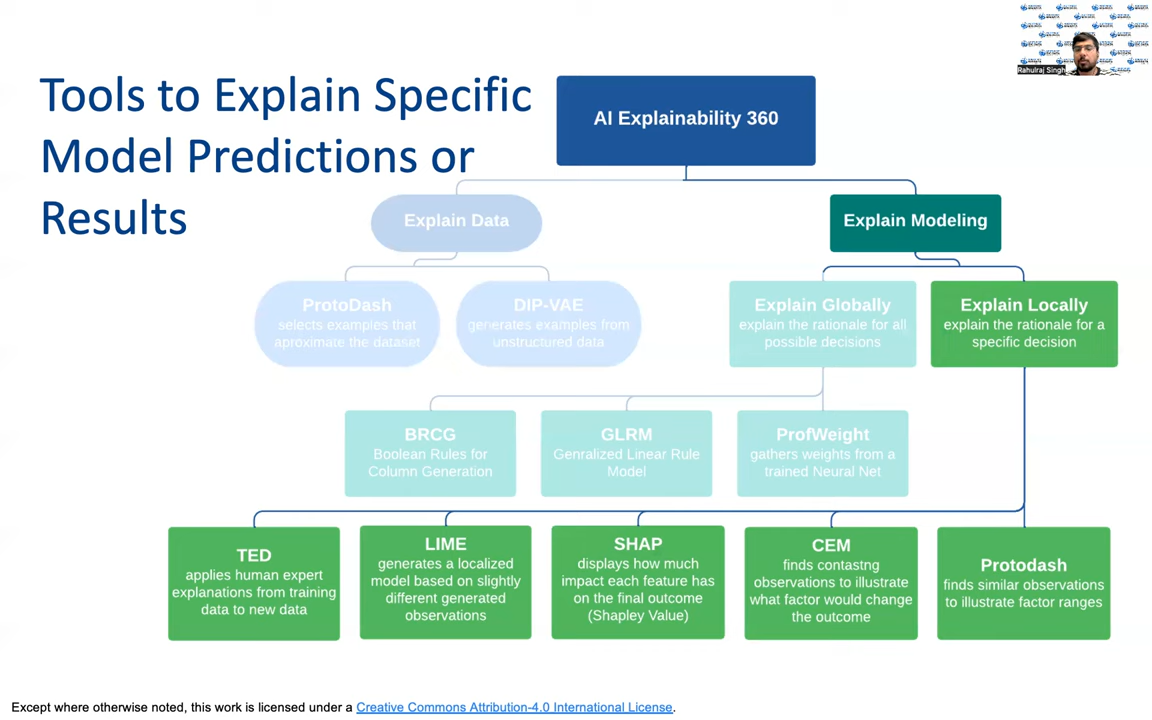 Rahulraj Singh
Tools to Explain Specific
Model Predictions or
Results
AI Explainability 360
Explain Data
Explain Modeling
ProtoDash
selects examples that
aproximate the dataset
DIP-VAE
generates examples from
unstructured data
Explain Globally
explain the rationale for all
possible decisions
Explain Locally
explain the rationale for a
specific decision
BRCG
Boolean Rules for
Column Generation
GLRM
Genralized Linear Rule
Model
ProfWeight
gathers weights from a
trained Neural Net
TED
applies human expert
explanations from training
data to new data
LIME
generates a localized
model based on slightly
different generated
observations
SHAP
displays how much
impact each feature has
on the final outcome
(Shapley Value)
CEM
finds contastng
observations to illustrate
what factor would change
the outcome
Protodash
finds similar observations
to illustrate factor ranges
Except where otherwise noted, this work is licensed under a Creative Commons Attribution-4.0 International License.